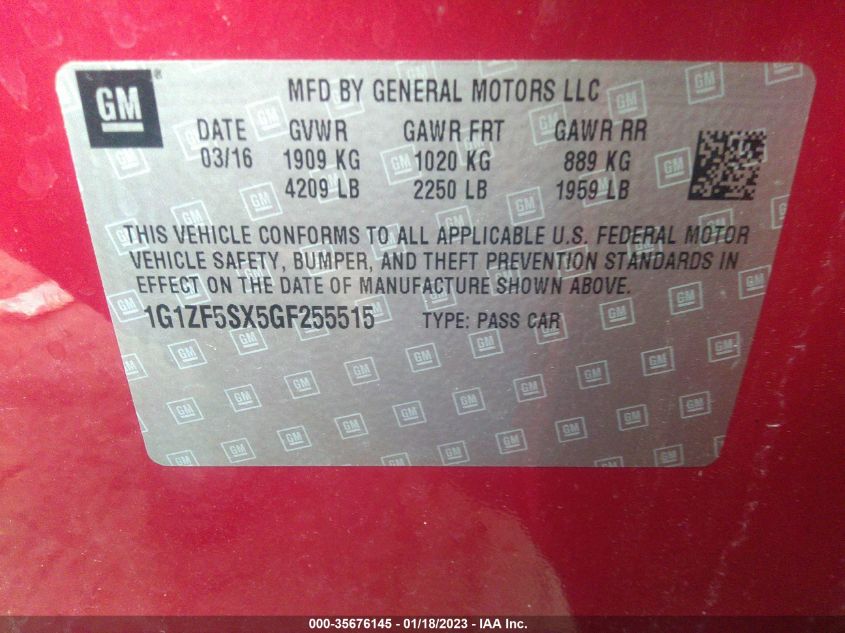 GM
MFD BY GENERAL MOTORS LLC
DATE GVWR GAWR FRT GAWR RR
03/16 1909 KG 1020 KG 889 KG
4209 LB 2250 LB 1959 LB
THIS VEHICLE CONFORMS TO ALL APPLICABLE U.S. FEDERAL MOTOR
VEHICLE SAFETY, BUMPER, AND THEFT PREVENTION STANDARDS IN
EFFECT ON THE DATE OF MANUFACTURE SHOWN ABOVE.
1G1ZF5SX5GF255515 TYPE: PASS CAR
000-35676145 - 01/18/2023 - IAA Inc.